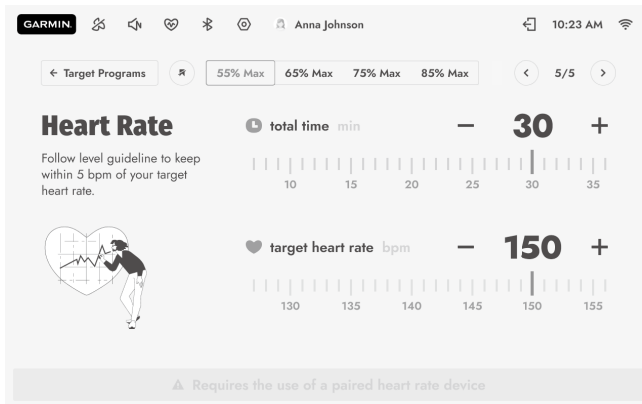 GARMIN.
Anna Johnson
10:23 AM
← Target Programs
55% Max
65% Max
75% Max
85% Max
5/5
Heart Rate
Follow level guideline to keep
within 5 bpm of your target
heart rate.
total time min
30
10 15 20 25 30 35
target heart rate bpm
150
130 135 140 145 150 155
Requires the use of a paired heart rate device